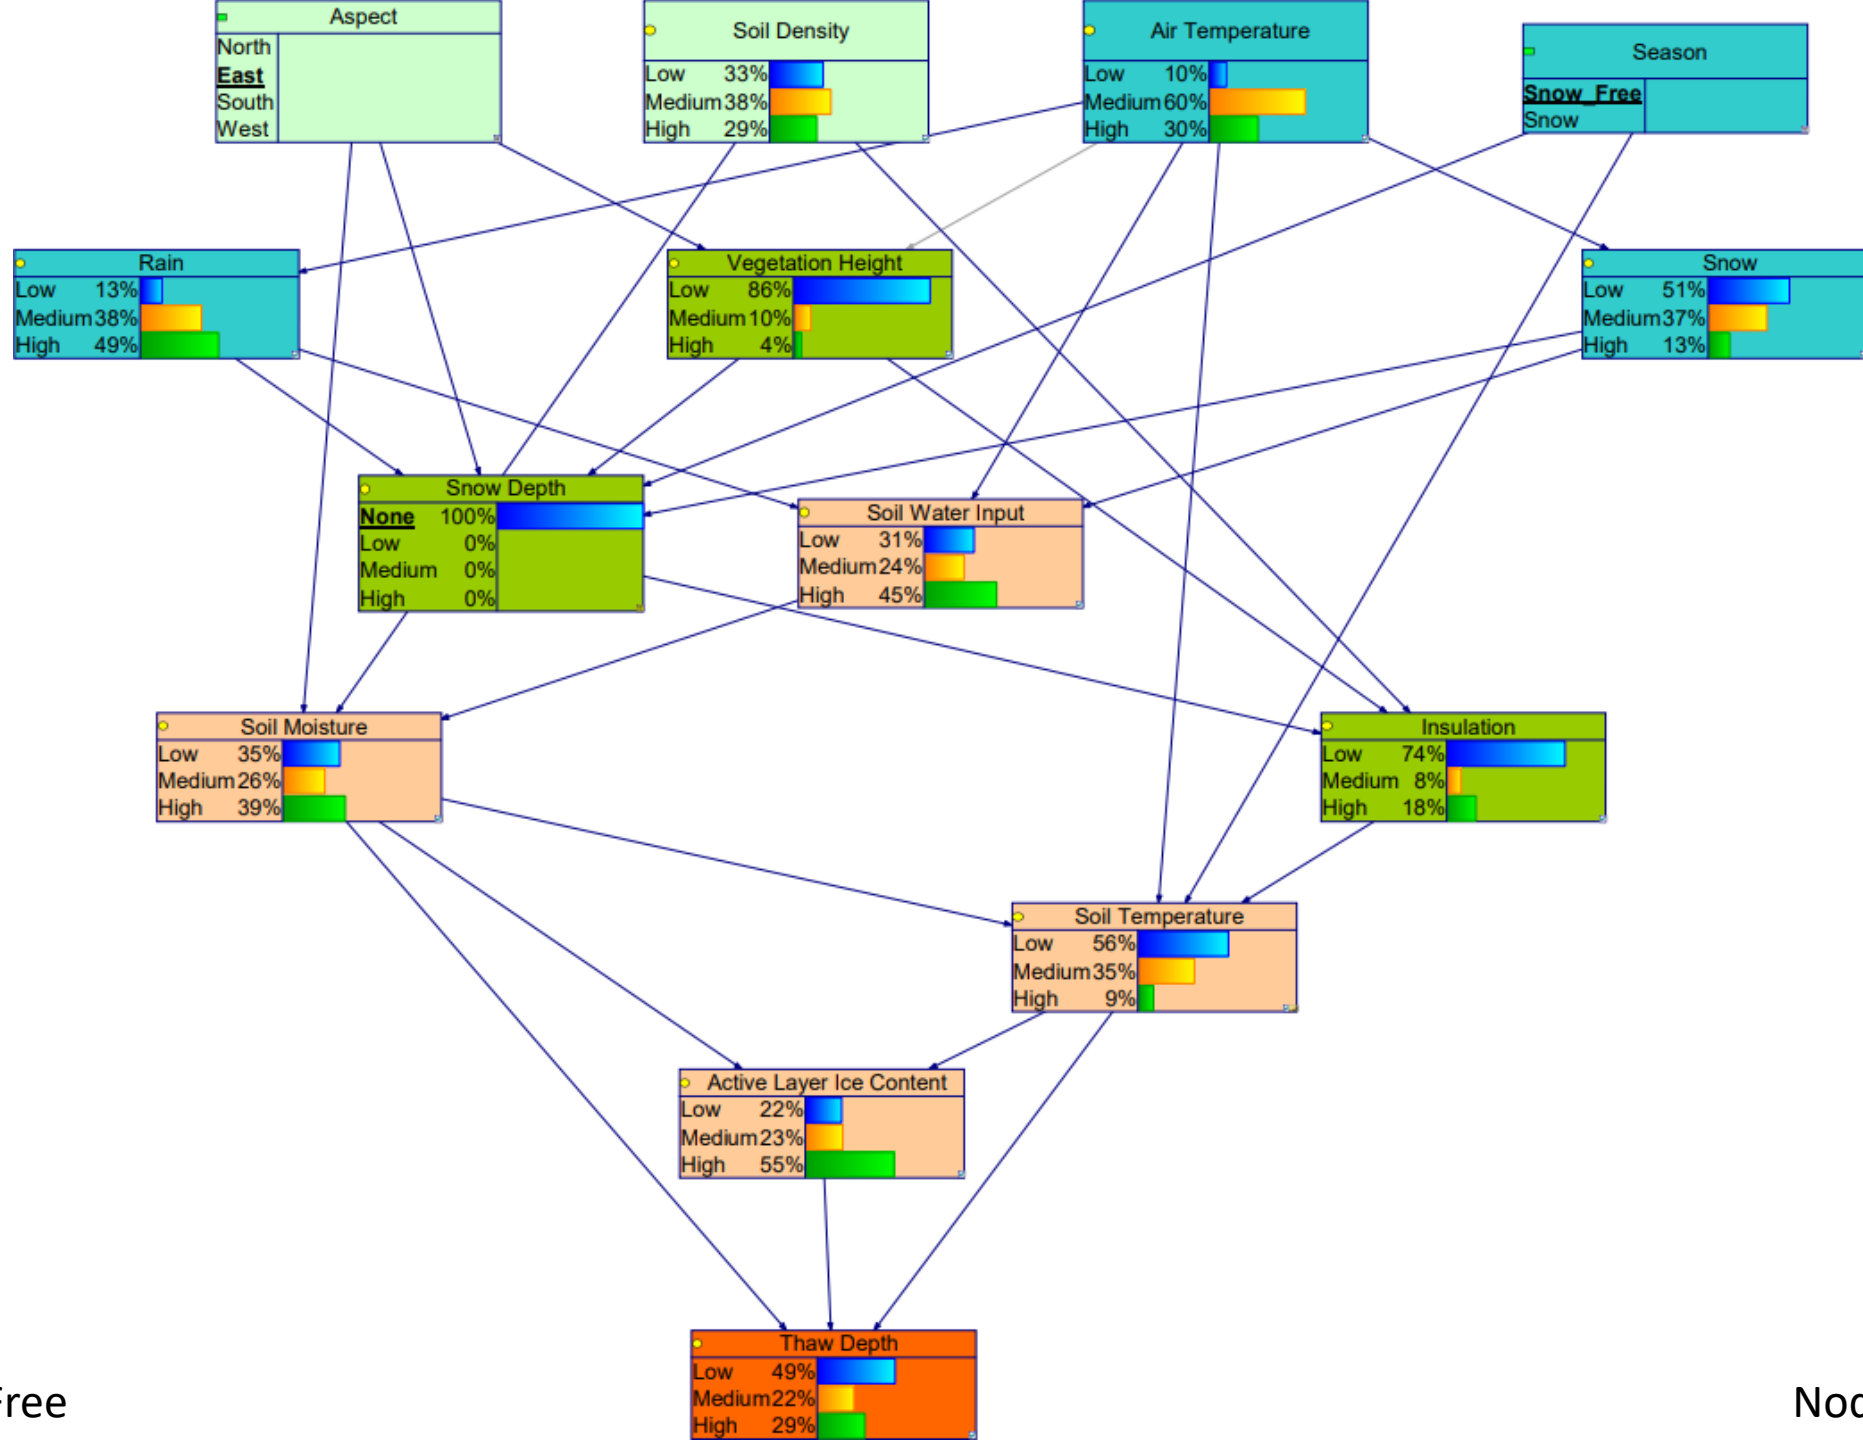 Aspect
North
East
South
West
Soil Density
Low 33%
Medium 38%
High 29%
Air Temperature
Low 10%
Medium 60%
High 30%
Season
Snow_Free
Snow
Rain
Low 13%
Medium 38%
High 49%
Vegetation Height
Low 86%
Medium 10%
High 4%
Snow
Low 51%
Medium 37%
High 13%
Snow Depth
None 100%
Low 0%
Medium 0%
High 0%
Soil Water Input
Low 31%
Medium 24%
High 45%
Soil Moisture
Low 35%
Medium 26%
High 39%
Insulation
Low 74%
Medium 8%
High 18%
Soil Temperature
Low 56%
Medium 35%
High 9%
Active Layer Ice Content
Low 22%
Medium 23%
High 55%
Thaw Depth
Low 49%
Medium 22%
High 29%
ree